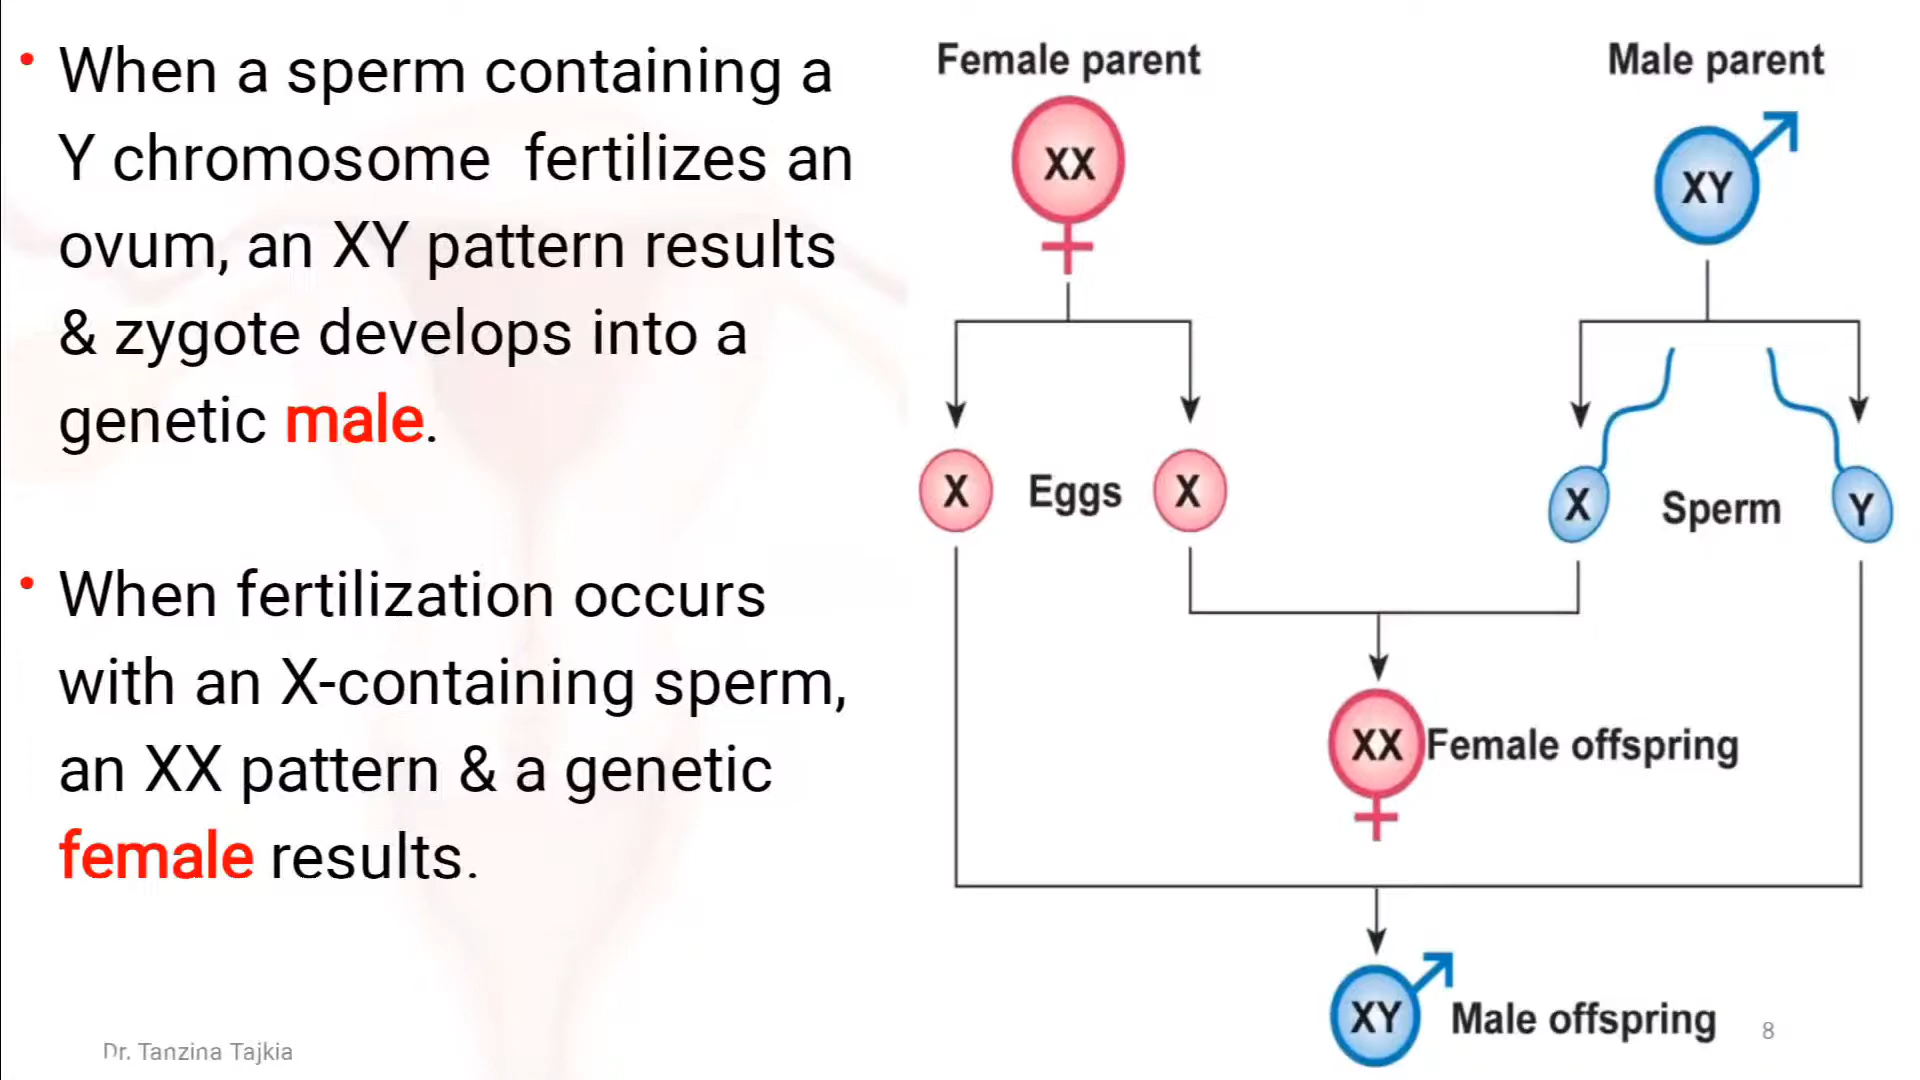 • When a sperm containing a
Y chromosome fertilizes an
ovum, an XY pattern results
& zygote develops into a
genetic male.
• When fertilization occurs
with an X-containing sperm,
an XX pattern & a genetic
female results.
Dr. Tanzina Tajkia
Female parent
Male parent
XX
XY
X
Eggs
X
X
Sperm
Y
XX
Female offspring
XY
Male offspring
8